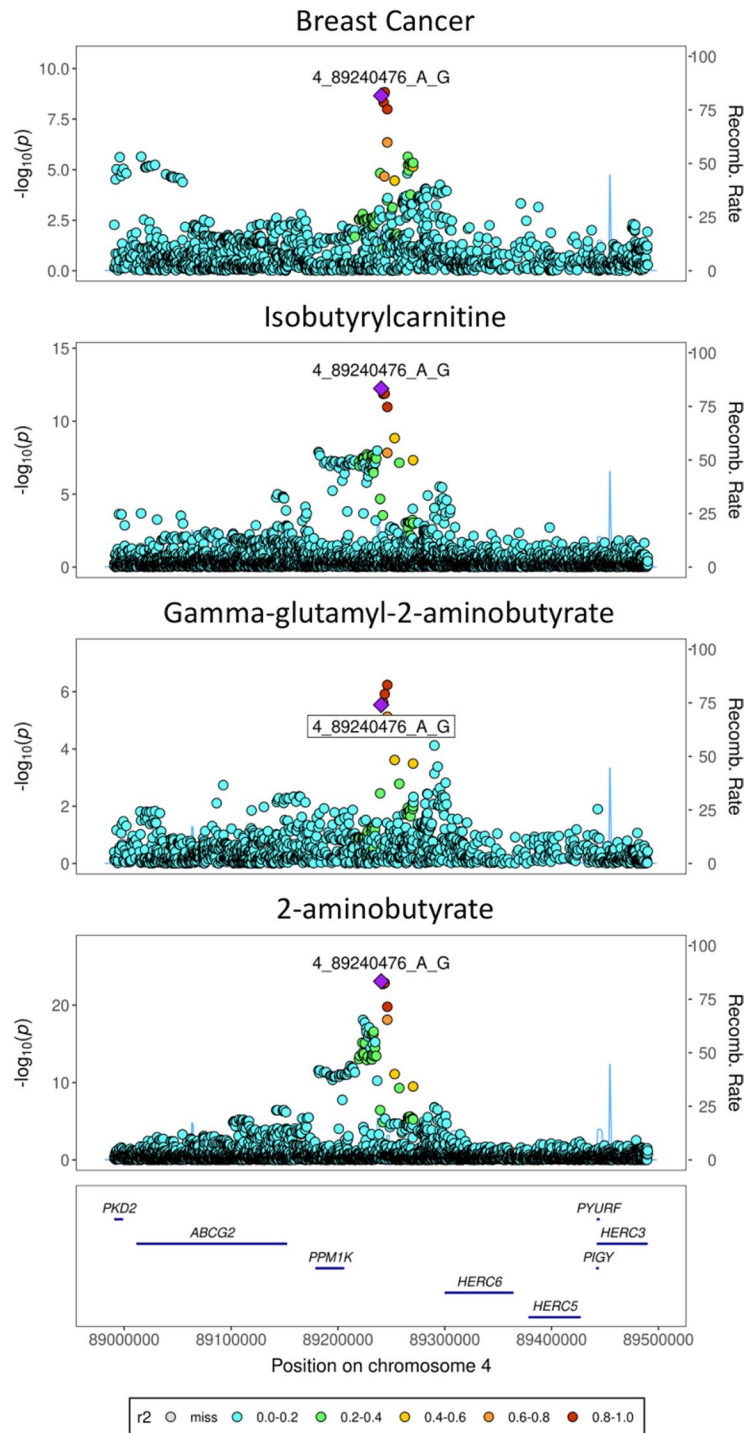 Breast Cancer
4_89240476_A_G
10.0
7.5
5.0
2.5
0.0
-log10(p)
100
75
50
25
0
Recomb. Rate
Isobutyrylcarnitine
4_89240476_A_G
15
10
5
0
-log10(p)
100
75
50
25
0
Recomb. Rate
Gamma-glutamyl-2-aminobutyrate
4_89240476_A_G
6
4
2
0
-log10(p)
100
75
50
25
0
Recomb. Rate
2-aminobutyrate
4_89240476_A_G
20
10
0
-log10(p)
100
75
50
25
0
Recomb. Rate
PKD2 PYURF
ABCG2 HERC3
PPM1K PIGY
HERC6
HERC5
89000000 89100000 89200000 89300000 89400000 89500000
Position on chromosome 4
r2 miss 0.0-0.2 0.2-0.4 0.4-0.6 0.6-0.8 0.8-1.0